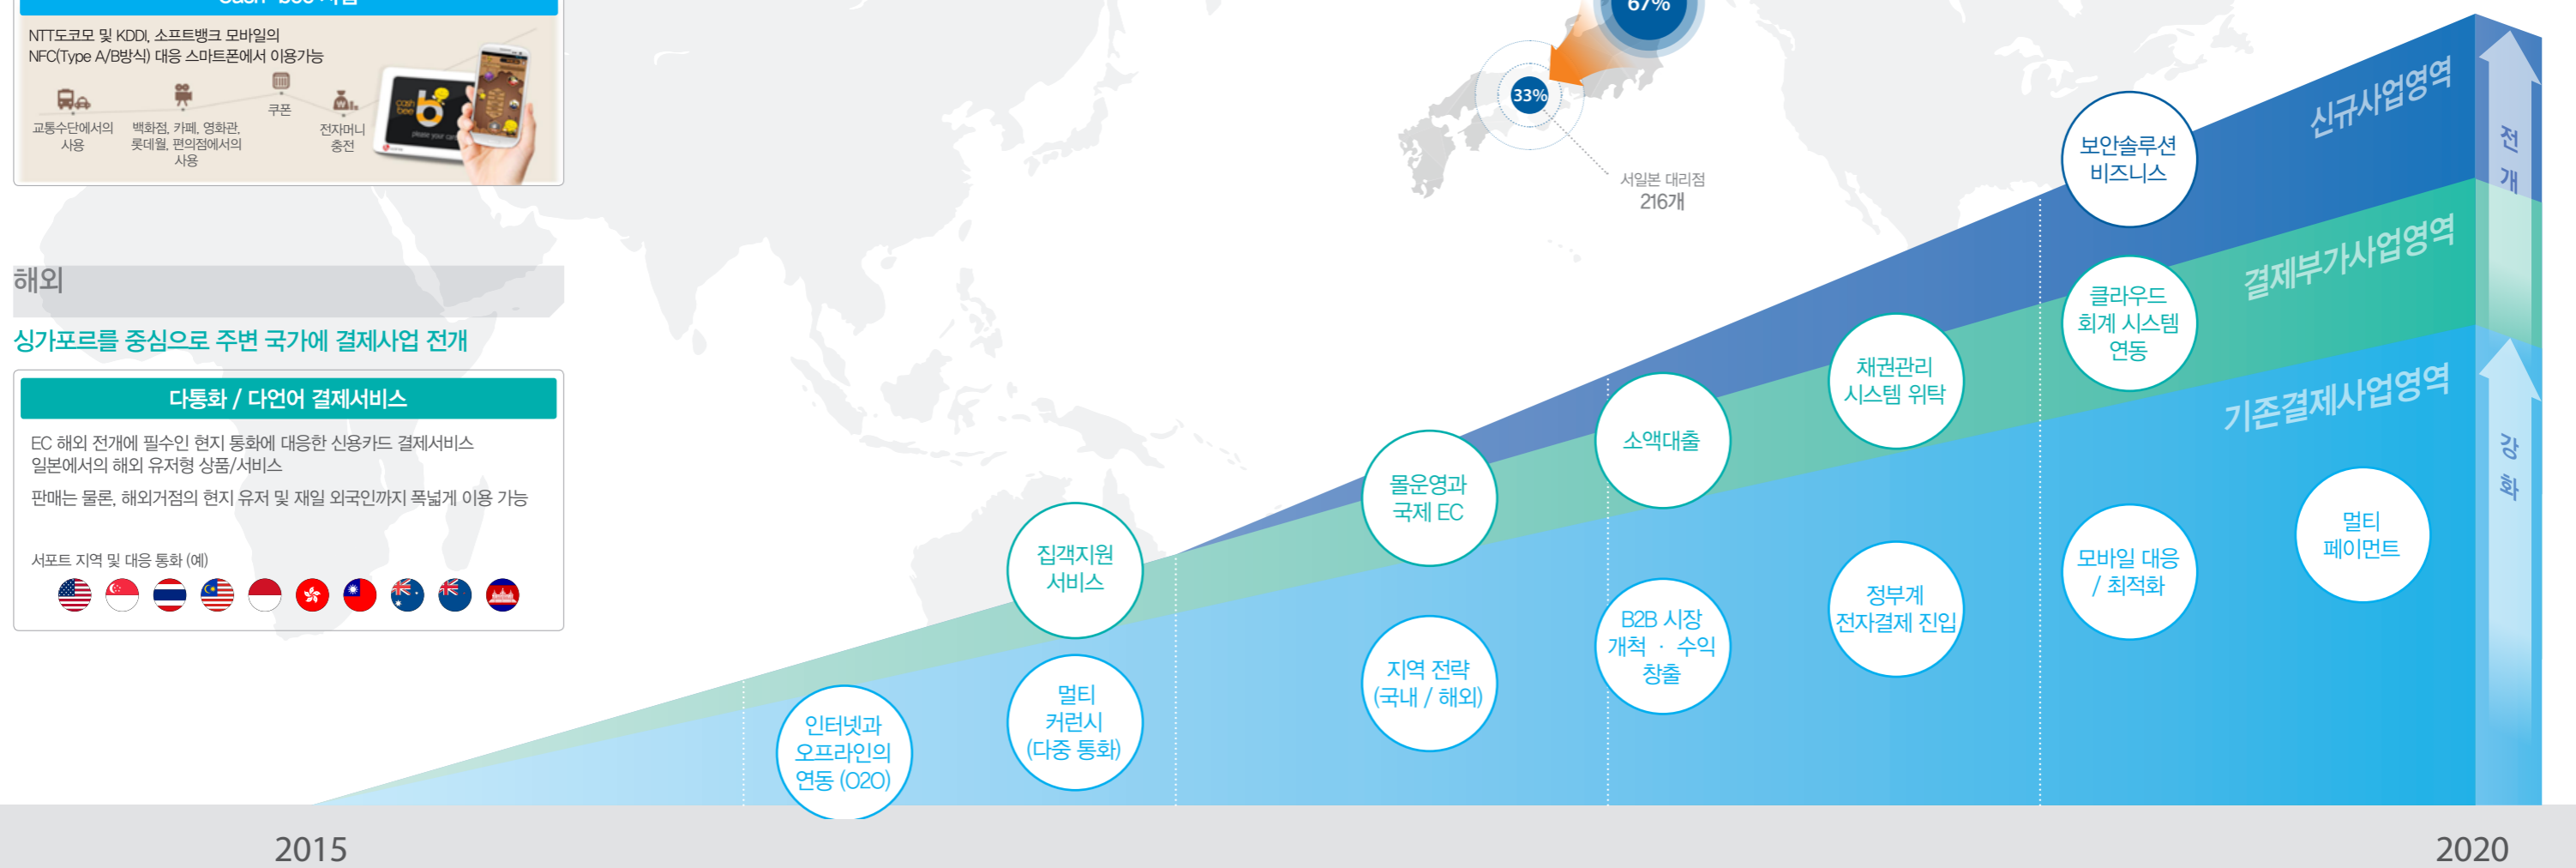 Cash-bee 사업
NTT도코모 및 KDDI, 소프트뱅크 모바일의
NFC(Type A/B방식) 대응 스마트폰에서 이용가능
교통수단에서의
사용
백화점, 카페, 영화관,
롯데월, 편의점에서의
사용
쿠폰
전자머니
충전
cash
bee
b
67%
33%
서일본 대리점
216개
해외
싱가포르를 중심으로 주변 국가에 결제사업 전개
다통화 / 다언어 결제서비스
EC 해외 전개에 필수인 현지 통화에 대응한 신용카드 결제서비스
일본에서의 해외 유저형 상품/서비스
판매는 물론, 해외거점의 현지 유저 및 재일 외국인까지 폭넓게 이용 가능
서포트 지역 및 대응 통화 (예)
신규사업영역
결제부가사업영역
기존결제사업영역
전
개
강
화
보안솔루션
비즈니스
클라우드
회계 시스템
연동
채권관리
시스템 위탁
소액대출
몰운영과
국제 EC
집객지원
서비스
인터넷과
오프라인의
연동 (O2O)
멀티
커런시
(다중 통화)
지역 전략
(국내 / 해외)
B2B 시장
개척 · 수익
창출
정부계
전자결제 진입
모바일 대응
/ 최적화
멀티
페이먼트
2015
2020